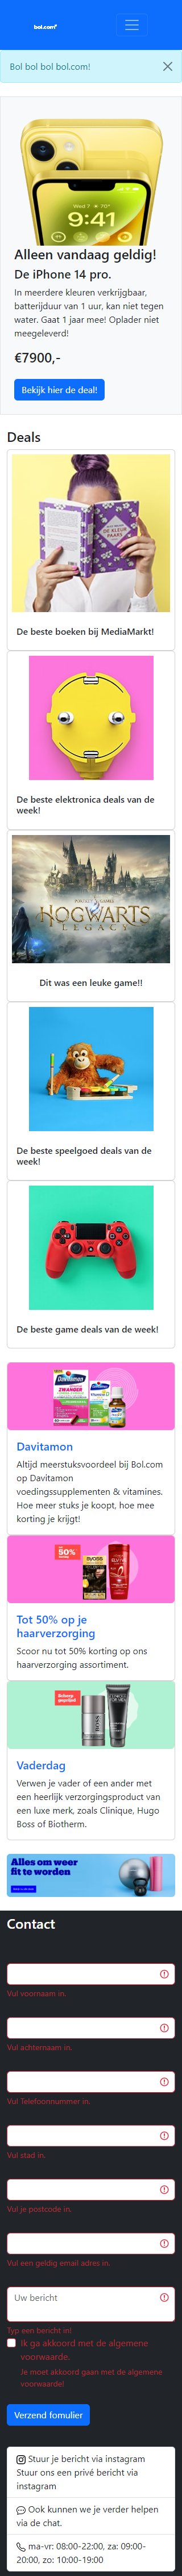 bol.com
Bol bol bol bol.com!
9:41
Alleen vandaag geldig!
De iPhone 14 pro.
In meerdere kleuren verkrijgbaar,
batterijduur van 1 uur, kan niet tegen
water. Gaat 1 jaar mee! Oplader niet
meegeleverd!
€7900,-
Bekijk hier de deal!
Deals
DE KLEUR
PAARS
De beste boeken bij MediaMarkt!
De beste elektronica deals van de
week!
HOGWARTS
LEGACY
Dit was een leuke game!!
De beste speelgoed deals van de
week!
De beste game deals van de week!
Davitamon
Altijd meerstuksvoordeel bij Bol.com
op Davitamon
voedingssupplementen & vitamines.
Hoe meer stuks je koopt, hoe mee
korting je krijgt!
50%
Tot 50% op je
haarverzorging
Scoor nu tot 50% korting op ons
haarverzorging assortiment.
BOSS
Vaderdag
Verwen je vader of een ander met
een heerlijk verzorgingsproduct van
een luxe merk, zoals Clinique, Hugo
Boss of Biotherm.
Alles om weer
fit te worden
Contact
Vul voornaam in.
Vul achternaam in.
Vul Telefoonnummer in.
Vul stad in.
Vul je postcode in.
Vul een geldig email adres in.
Uw bericht
Typ een bericht in!
Ik ga akkoord met de algemene
voorwaarde.
Je moet akkoord gaan met de algemene
voorwaarde!
Verzend fomulier
Stuur je bericht via instagram
Stuur ons een privé bericht via
instagram
Ook kunnen we je verder helpen
via de chat.
ma-vr: 08:00-22:00, za: 09:00-
20:00, zo: 10:00-19:00